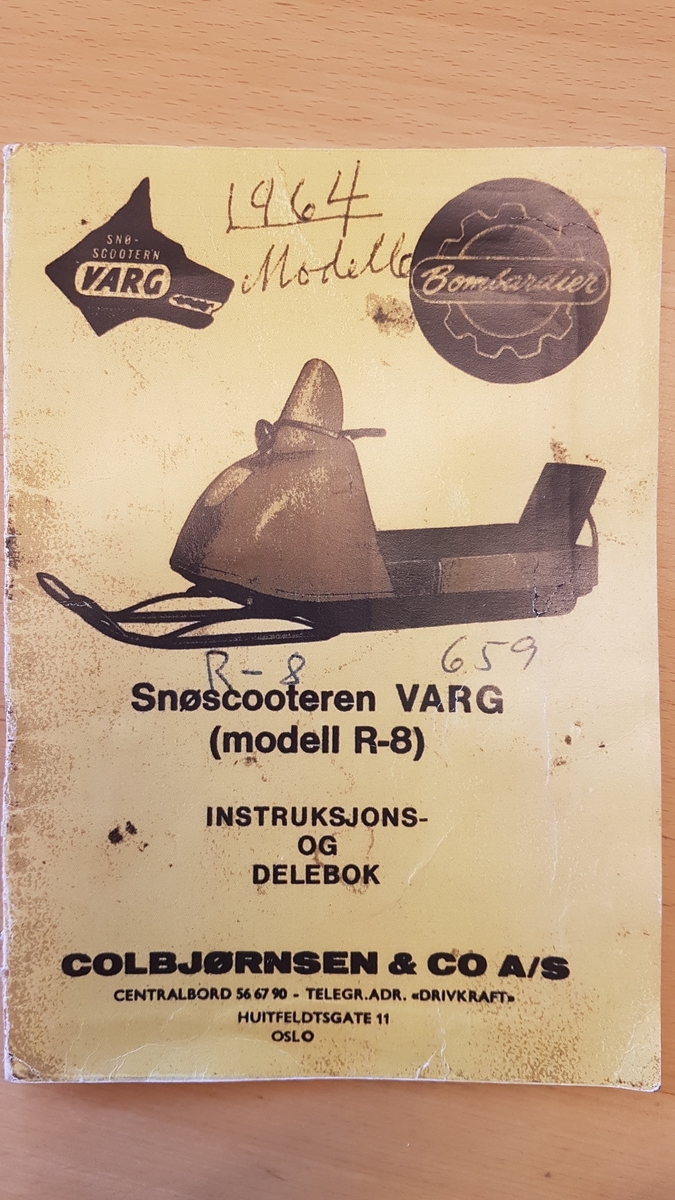 1964
Modell
SNØ-
SCOOTER'N
VARG
Bombardier
R-8 659
Snøscooteren VARG
(modell R-8)
INSTRUKSJONS-
OG
DELEBOK
COLBJØRNSEN & CO A/S
CENTRALBORD 56 67 90 - TELEGR.ADR. «DRIVKRAFT»
HUITFELDTSGATE 11
OSLO